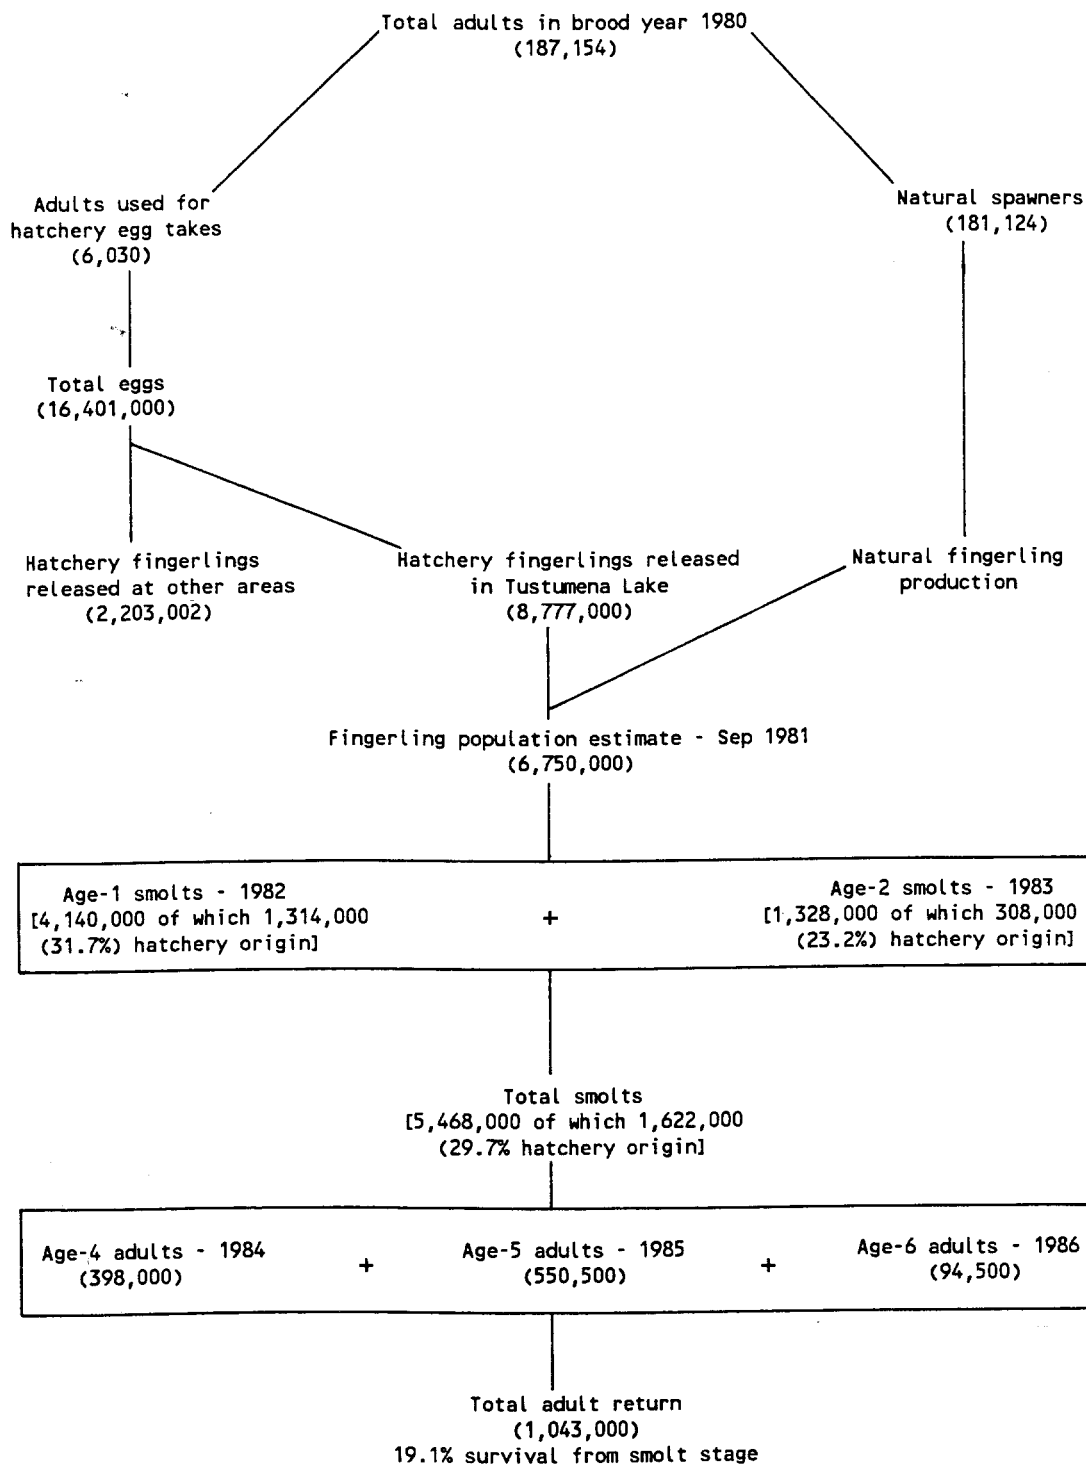 Total adults in brood year 1980
(187,154)
Adults used for
hatchery egg takes
(6,030)
Natural spawners
(181,124)
Total eggs
(16,401,000)
Hatchery fingerlings
released at other areas
(2,203,002)
Hatchery fingerlings released
in Tustumena Lake
(8,777,000)
Natural fingerling
production
Fingerling population estimate - Sep 1981
(6,750,000)
Age-1 smolts - 1982
[4,140,000 of which 1,314,000
(31.7%) hatchery origin]
+
Age-2 smolts - 1983
[1,328,000 of which 308,000
(23.2%) hatchery origin]
Total smolts
[5,468,000 of which 1,622,000
(29.7% hatchery origin]
Age-4 adults - 1984
(398,000)
+
Age-5 adults - 1985
(550,500)
+
Age-6 adults - 1986
(94,500)
Total adult return
(1,043,000)
19.1% survival from smolt stage